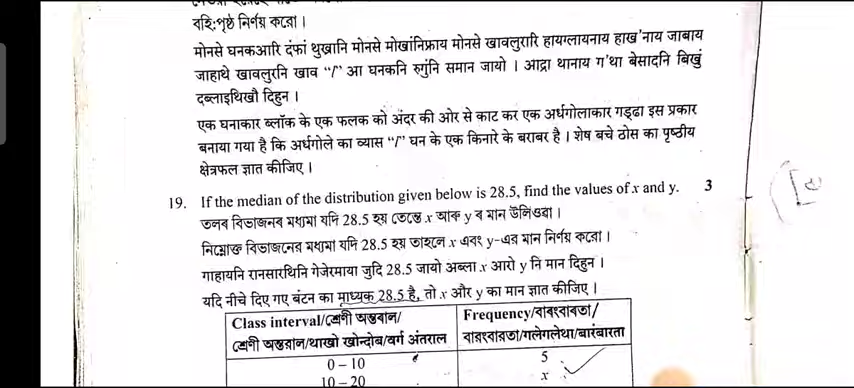 বহি:পৃষ্ঠ নিৰ্ণয় কৰো ।
मोनसे घनकआरि दंफां थुख्रानि मोनसे मोखांनिफ्राय मोनसे खावलुरारि हायग्लायनाय हाख'नाय जाबाय
जाहाथे खावलुरनि खाव “l” आ घनकनि रुगुंनि समान जायो । आद्रा थानाय ग'था बेसादनि बिखुं
दब्लाइथिखौ दिहुन ।
एक घनाकार ब्लॉक के एक फलक को अंदर की ओर से काट कर एक अर्धगोलाकार गड्ढा इस प्रकार
बनाया गया है कि अर्धगोले का व्यास “l” घन के एक किनारे के बराबर है । शेष बचे ठोस का पृष्ठीय
क्षेत्रफल ज्ञात कीजिए ।
19. If the median of the distribution given below is 28.5, find the values of x and y. 3
তলৰ বিভাজনৰ মধ্যমা যদি 28.5 হয় তেন্তে x আৰু y ৰ মান উলিওৱা ।
নিম্নোক্ত বিভাজনের মধ্যমা যদি 28.5 হয় তাহলে x এবং y-এর মান নির্ণয় করো ।
गाहायनि रानसारथिनि गेजेरमाया जुदि 28.5 जायो अब्ला x आरो y नि मान दिहुन ।
यदि नीचे दिए गए बंटन का माध्यक 28.5 है, तो x और y का मान ज्ञात कीजिए ।
Class interval/শ্ৰেণী অন্তৰাল/ Frequency/বাৰংবাৰতা/
শ্রেণী অন্তরাল/थाखो खोन्दोब/वर्ग अंतराल বারংবারতা/गलेगलेथा/बारंबारता
0 – 10 5
10 – 20 x